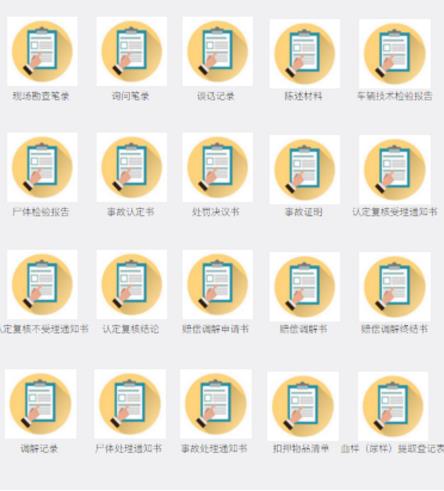 现场勘查笔录
询问笔录
谈话记录
陈述材料
车辆技术检验报告
尸体检验报告
事故认定书
处罚决议书
事故证明
认定复核受理通知书
定复核不受理通知书
认定复核结论
赔偿调解申请书
赔偿调解书
赔偿调解终结书
调解记录
尸体处理通知书
事故处理通知书
扣押物品清单
血样（尿样）提取登记表